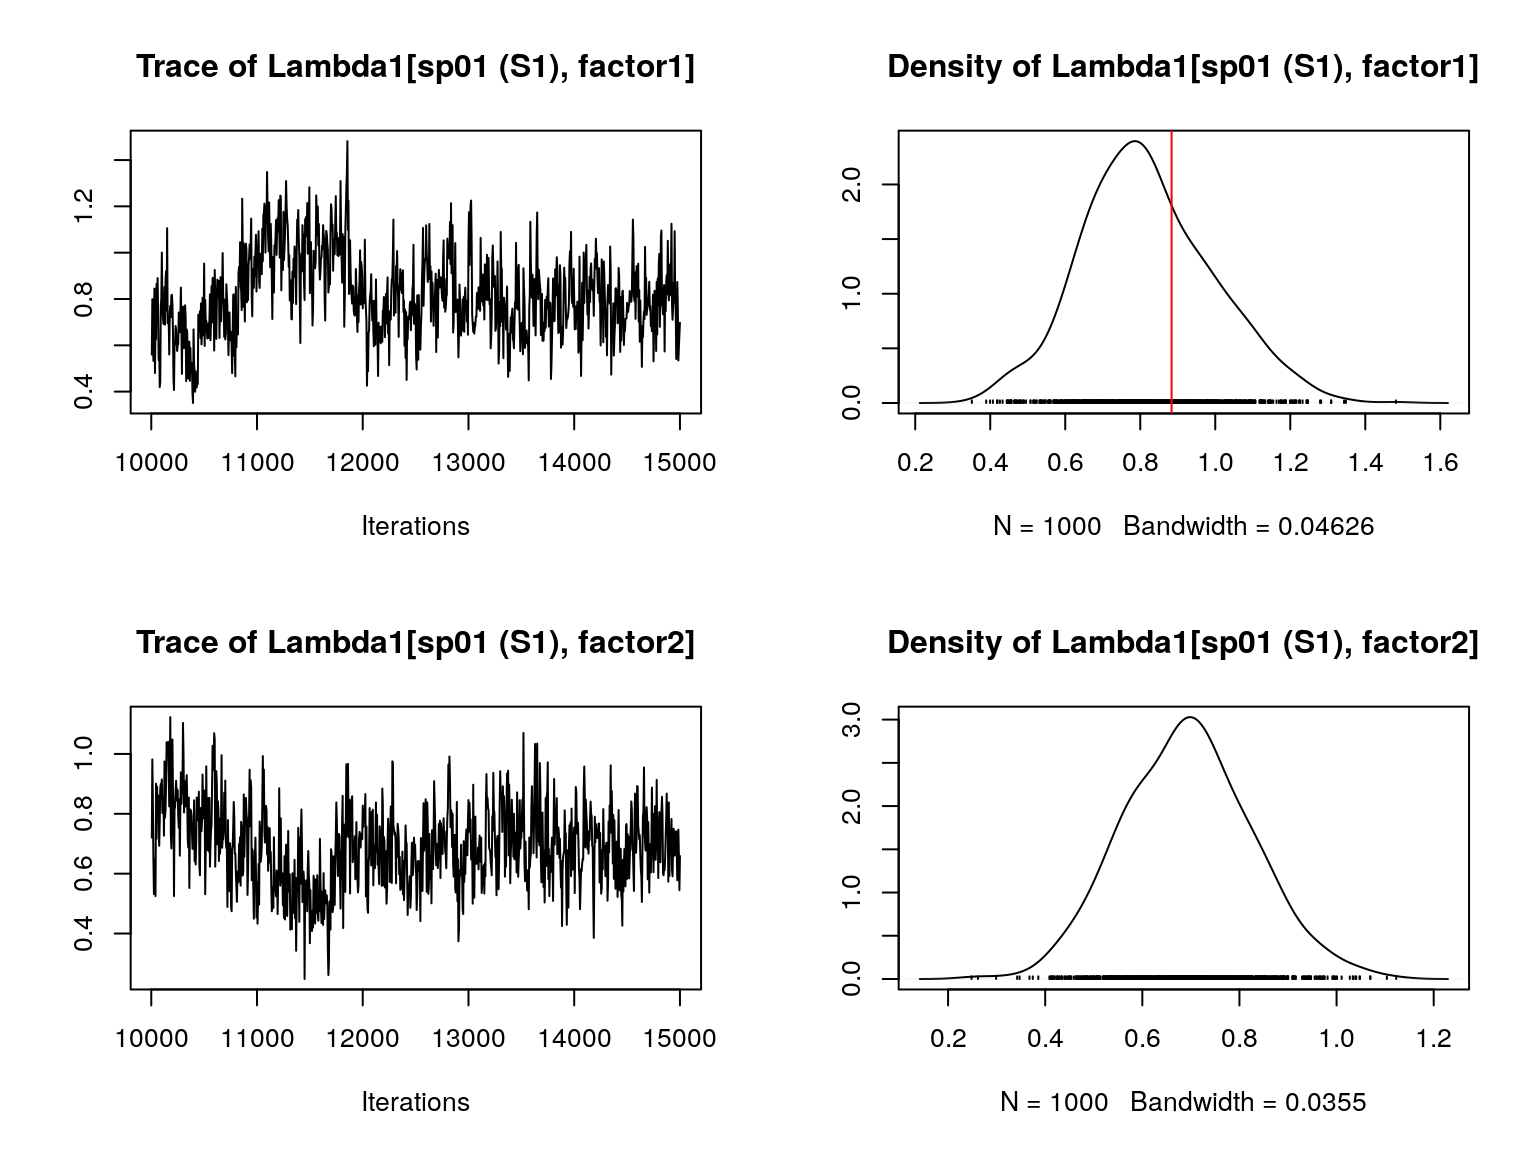 Trace of Lambda1[sp01 (S1), factor1]
0.4 0.8 1.2
10000 11000 12000 13000 14000 15000
Iterations
Density of Lambda1[sp01 (S1), factor1]
0.0 1.0 2.0
0.2 0.4 0.6 0.8 1.0 1.2 1.4 1.6
N = 1000 Bandwidth = 0.04626
Trace of Lambda1[sp01 (S1), factor2]
0.4 0.6 0.8 1.0
10000 11000 12000 13000 14000 15000
Iterations
Density of Lambda1[sp01 (S1), factor2]
0.0 1.0 2.0 3.0
0.2 0.4 0.6 0.8 1.0 1.2
N = 1000 Bandwidth = 0.0355